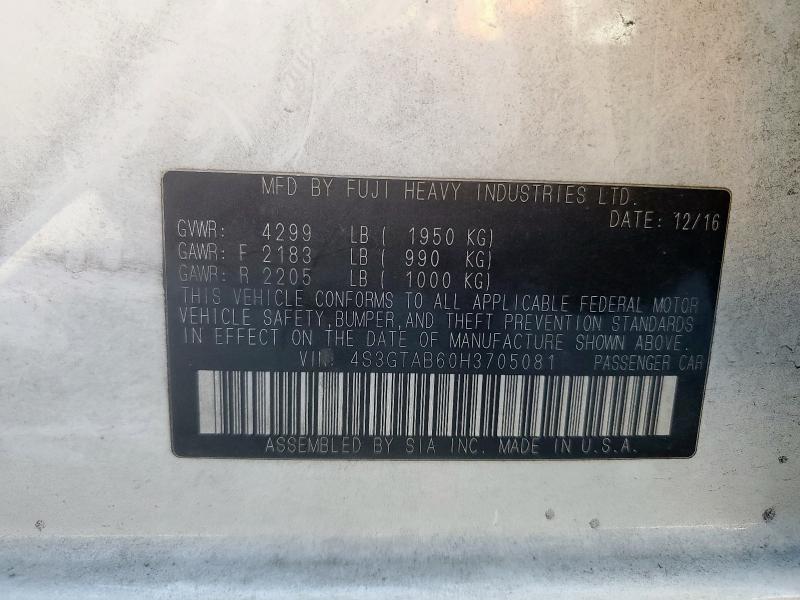 MFD BY FUJI HEAVY INDUSTRIES LTD.
DATE: 12/16
GVWR: 4299 LB ( 1950 KG)
GAWR: F 2183 LB ( 990 KG)
GAWR: R 2205 LB ( 1000 KG)
THIS VEHICLE CONFORMS TO ALL APPLICABLE FEDERAL MOTOR
VEHICLE SAFETY,BUMPER,AND THEFT PREVENTION STANDARDS
IN EFFECT ON THE DATE OF MANUFACTURE SHOWN ABOVE.
VIN: 4S3GTAB60H3705081 PASSENGER CAR
ASSEMBLED BY SIA INC. MADE IN U.S.A.